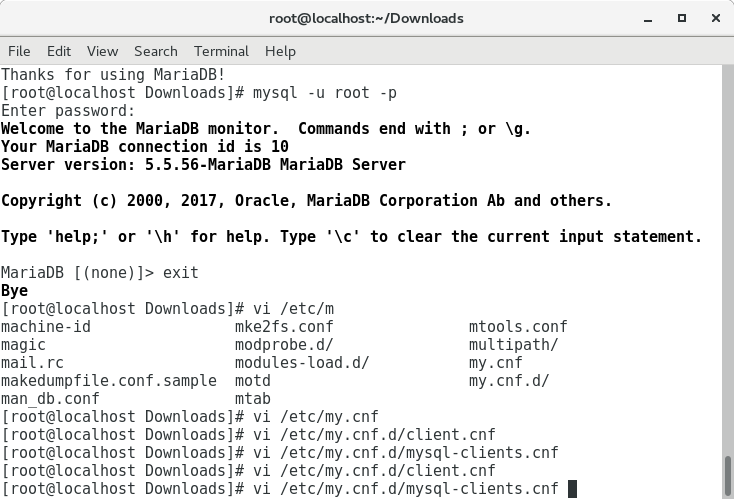 root@localhost:~/Downloads
File Edit View Search Terminal Help
Thanks for using MariaDB!
[root@localhost Downloads]# mysql -u root -p
Enter password:
Welcome to the MariaDB monitor.  Commands end with ; or \g.
Your MariaDB connection id is 10
Server version: 5.5.56-MariaDB MariaDB Server
Copyright (c) 2000, 2017, Oracle, MariaDB Corporation Ab and others.
Type 'help;' or '\h' for help. Type '\c' to clear the current input statement.
MariaDB [(none)]> exit
Bye
[root@localhost Downloads]# vi /etc/m
machine-id                mke2fs.conf               mtools.conf
magic                     modprobe.d/               multipath/
mail.rc                   modules-load.d/           my.cnf
makedumpfile.conf.sample  motd                      my.cnf.d/
man_db.conf               mtab
[root@localhost Downloads]# vi /etc/my.cnf
[root@localhost Downloads]# vi /etc/my.cnf.d/client.cnf
[root@localhost Downloads]# vi /etc/my.cnf.d/mysql-clients.cnf
[root@localhost Downloads]# vi /etc/my.cnf.d/client.cnf
[root@localhost Downloads]# vi /etc/my.cnf.d/mysql-clients.cnf